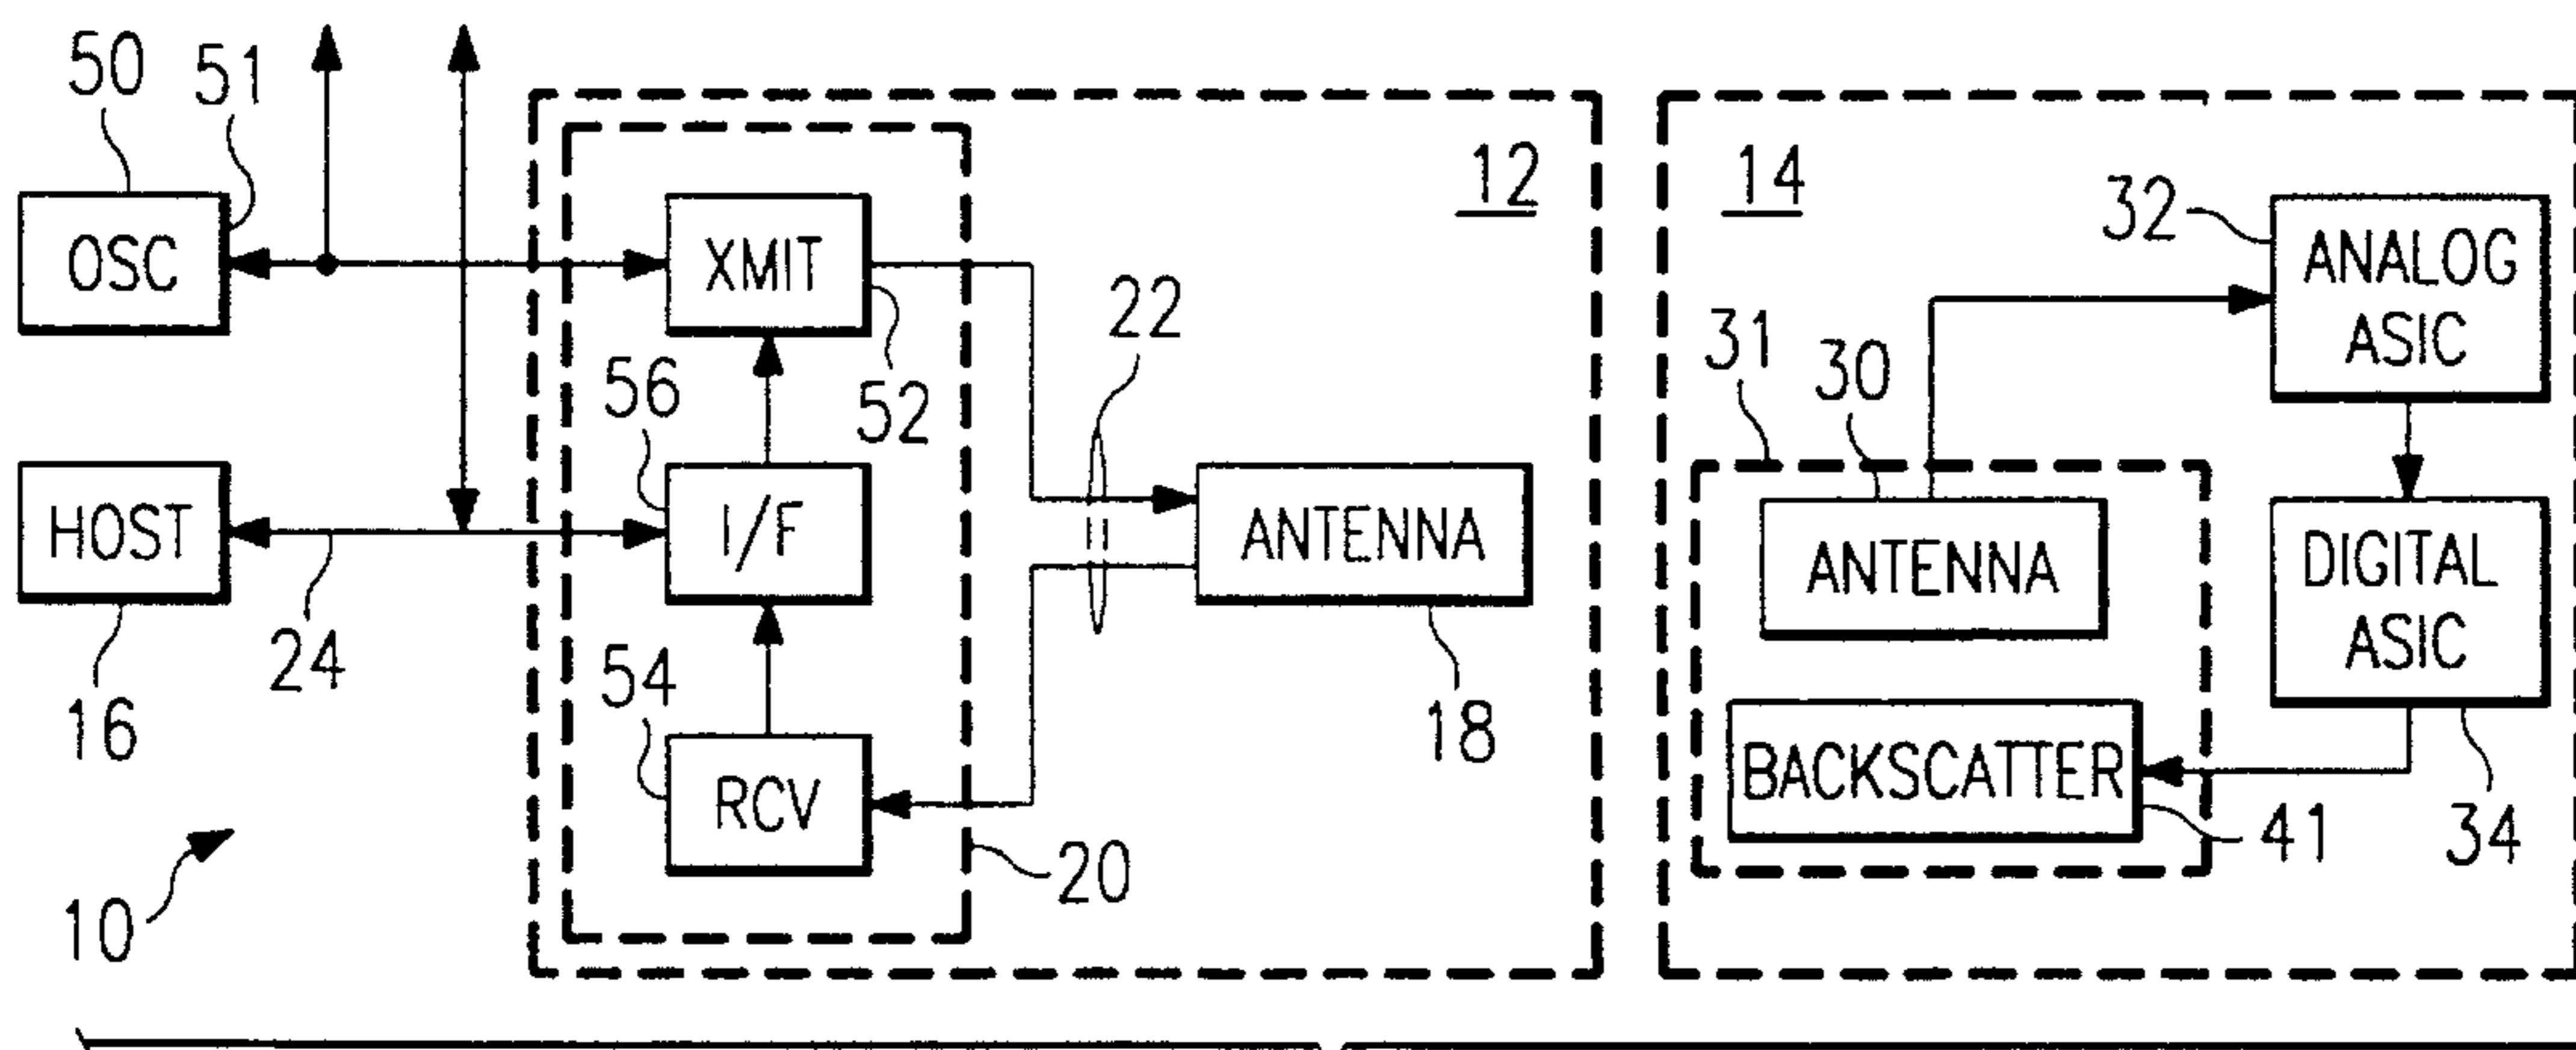 50
51
OSC
HOST
16
24
10
12
XMIT
52
56
I/F
54
RCV
20
22
ANTENNA
18
14
32
ANALOG
ASIC
31
30
ANTENNA
DIGITAL
ASIC
34
BACKSCATTER
41